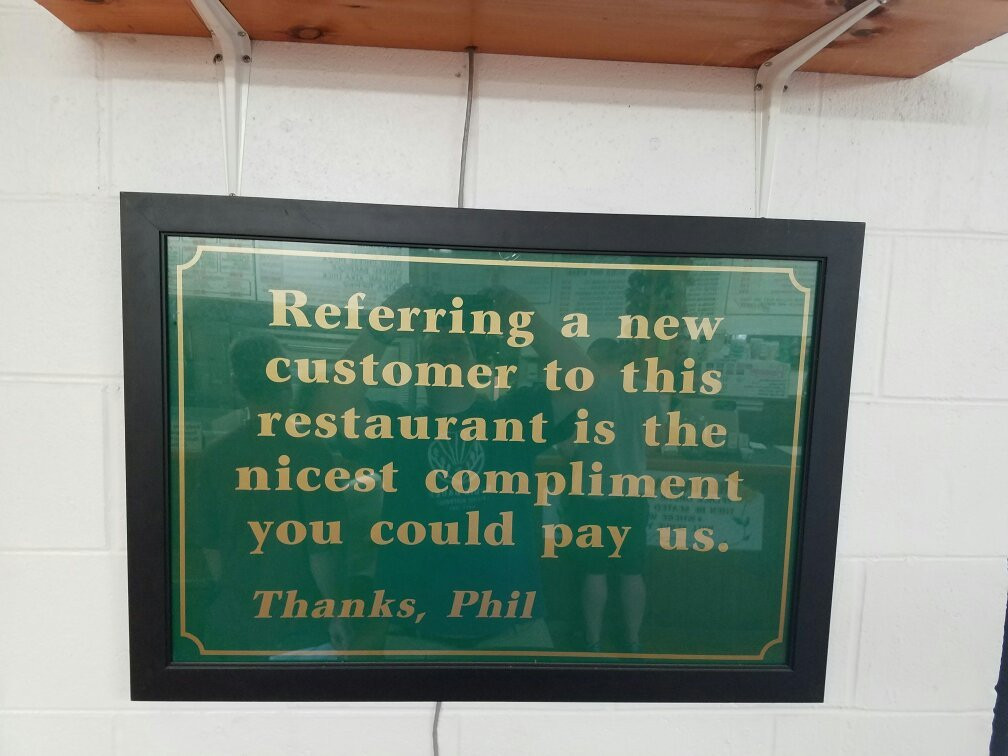 Referring a new
customer to this
restaurant is the
nicest compliment
you could pay us.
Thanks, Phil